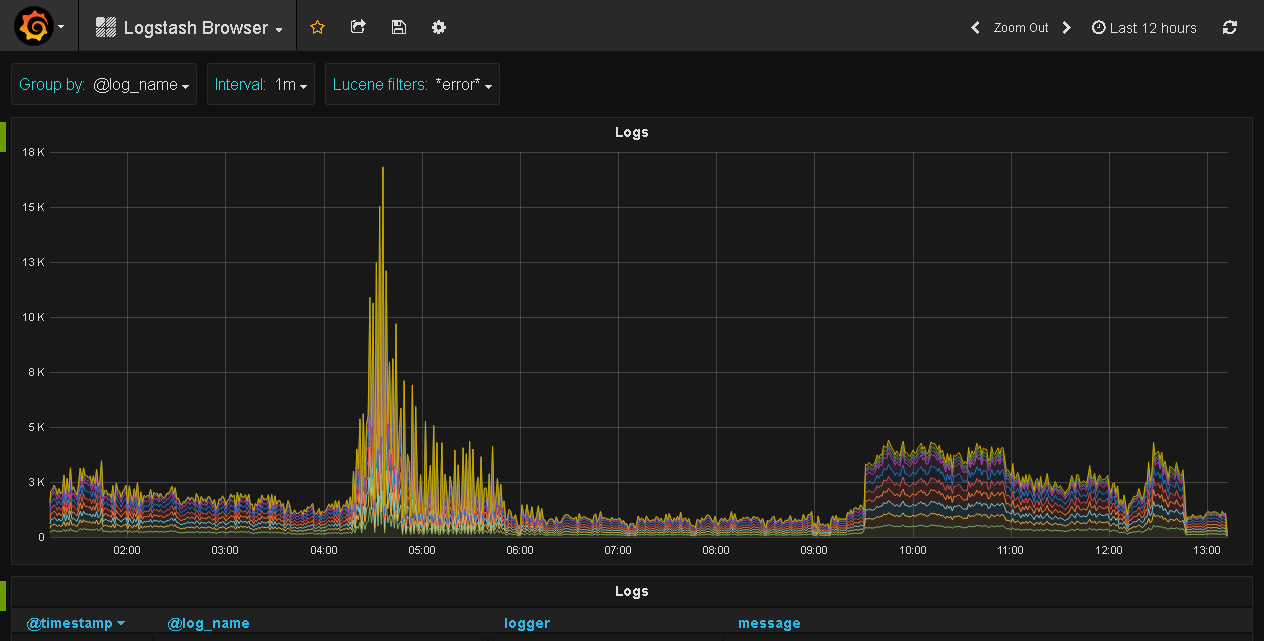 Logstash Browser
Zoom Out
Last 12 hours
Group by: @log_name
Interval: 1m
Lucene filters: *error*
Logs
18 K
15 K
13 K
10 K
8 K
5 K
3 K
0
02:00 03:00 04:00 05:00 06:00 07:00 08:00 09:00 10:00 11:00 12:00 13:00
Logs
@timestamp @log_name logger message